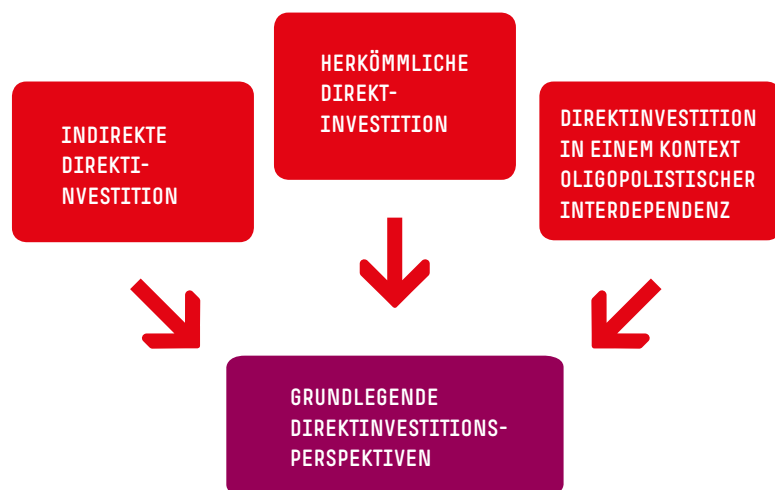 INDIREKTE
DIREKTI-
NVESTITION
HERKÖMMLICHE
DIREKT-
INVESTITION
DIREKTINVESTITION
IN EINEM KONTEXT
OLIGOPOLISTISCHER
INTERDEPENDENZ
GRUNDLEGENDE
DIREKTINVESTITIONS-
PERSPEKTIVEN